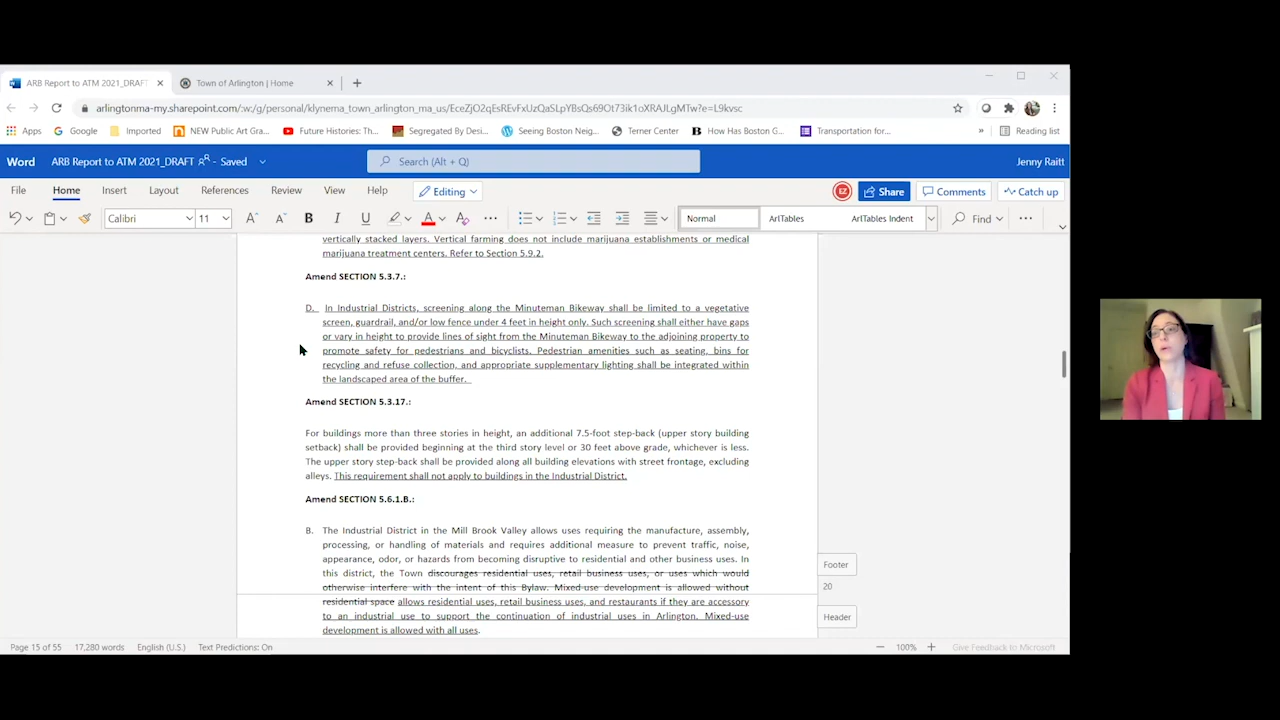 ARB Report to ATM 2021_DRAFT
Town of Arlington | Home
arlingtonma-my.sharepoint.com/:w:/g/personal/klynema_town_arlington_ma_us/EceZjO2qEsREvFxUzQaSLpYBsQs69Ot73ik1oXRAJLgMTw?e=L9kvsc
Apps Google Imported NEW Public Art Gra... Future Histories: Th... Segregated By Desi... Seeing Boston Neig... Terner Center How Has Boston G... Transportation for... » Reading list
Word ARB Report to ATM 2021_DRAFT - Saved Search (Alt + Q) Jenny Raitt
File Home Insert Layout References Review View Help Editing EZ Share Comments Catch up
Calibri 11 A A B I U A A Normal ArlTables ArlTables Indent Find
vertically stacked layers. Vertical farming does not include marijuana establishments or medical
marijuana treatment centers. Refer to Section 5.9.2.
Amend SECTION 5.3.7.:
D. In Industrial Districts, screening along the Minuteman Bikeway shall be limited to a vegetative
screen, guardrail, and/or low fence under 4 feet in height only. Such screening shall either have gaps
or vary in height to provide lines of sight from the Minuteman Bikeway to the adjoining property to
promote safety for pedestrians and bicyclists. Pedestrian amenities such as seating, bins for
recycling and refuse collection, and appropriate supplementary lighting shall be integrated within
the landscaped area of the buffer.
Amend SECTION 5.3.17.:
For buildings more than three stories in height, an additional 7.5-foot step-back (upper story building
setback) shall be provided beginning at the third story level or 30 feet above grade, whichever is less.
The upper story step-back shall be provided along all building elevations with street frontage, excluding
alleys. This requirement shall not apply to buildings in the Industrial District.
Amend SECTION 5.6.1.B.:
B. The Industrial District in the Mill Brook Valley allows uses requiring the manufacture, assembly,
processing, or handling of materials and requires additional measure to prevent traffic, noise,
appearance, odor, or hazards from becoming disruptive to residential and other business uses. In
this district, the Town discourages residential uses, retail business uses, or uses which would
otherwise interfere with the intent of this Bylaw. Mixed-use development is allowed without
residential space allows residential uses, retail business uses, and restaurants if they are accessory
to an industrial use to support the continuation of industrial uses in Arlington. Mixed-use
development is allowed with all uses.
Footer
20
Header
Page 15 of 55 17,280 words English (U.S.) Text Predictions: On 100% Give Feedback to Microsoft